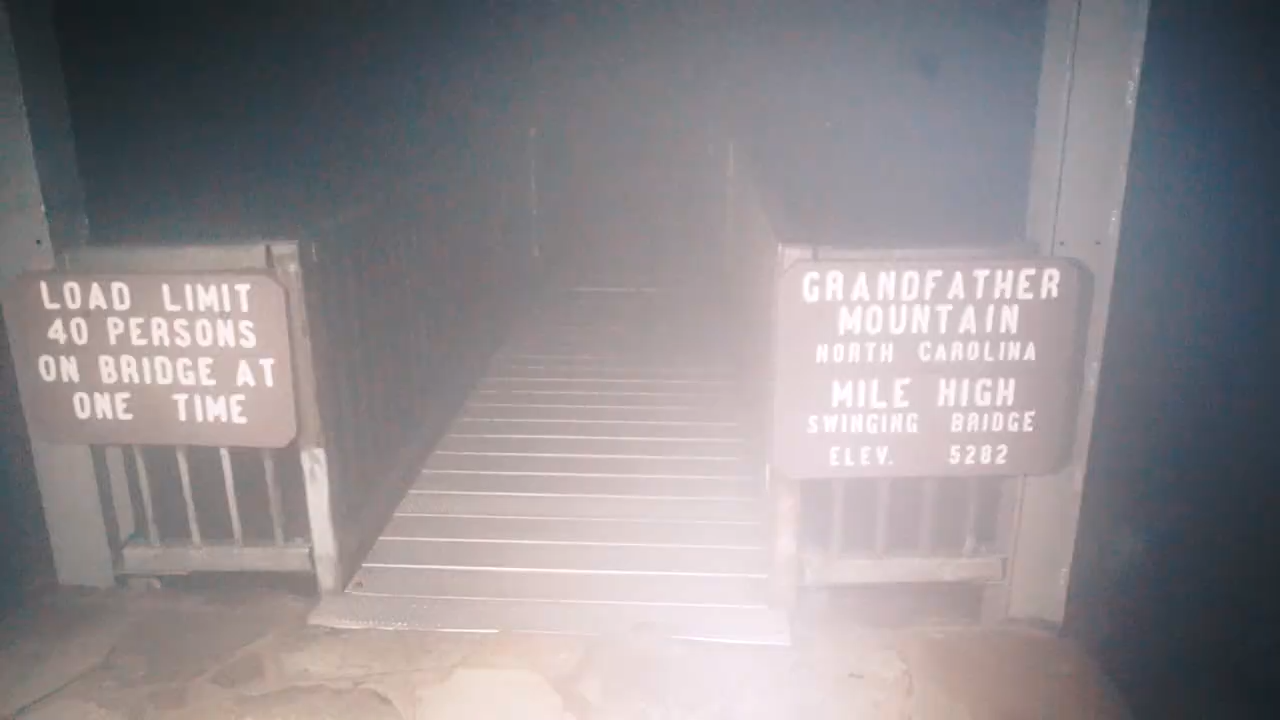 LOAD LIMIT
40 PERSONS
ON BRIDGE AT
ONE TIME
GRANDFATHER
MOUNTAIN
NORTH CAROLINA
MILE HIGH
SWINGING BRIDGE
ELEV. 5282